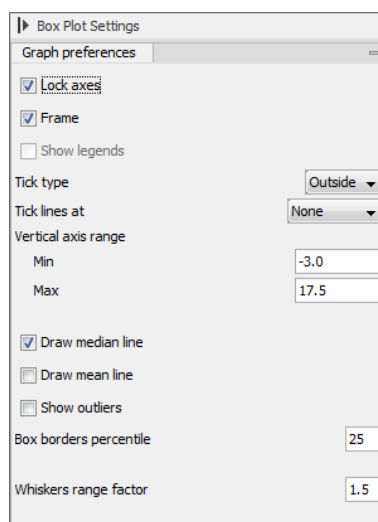 Box Plot Settings
Graph preferences
Lock axes
Frame
Show legends
Tick type Outside
Tick lines at None
Vertical axis range
Min -3.0
Max 17.5
Draw median line
Draw mean line
Show outliers
Box borders percentile 25
Whiskers range factor 1.5